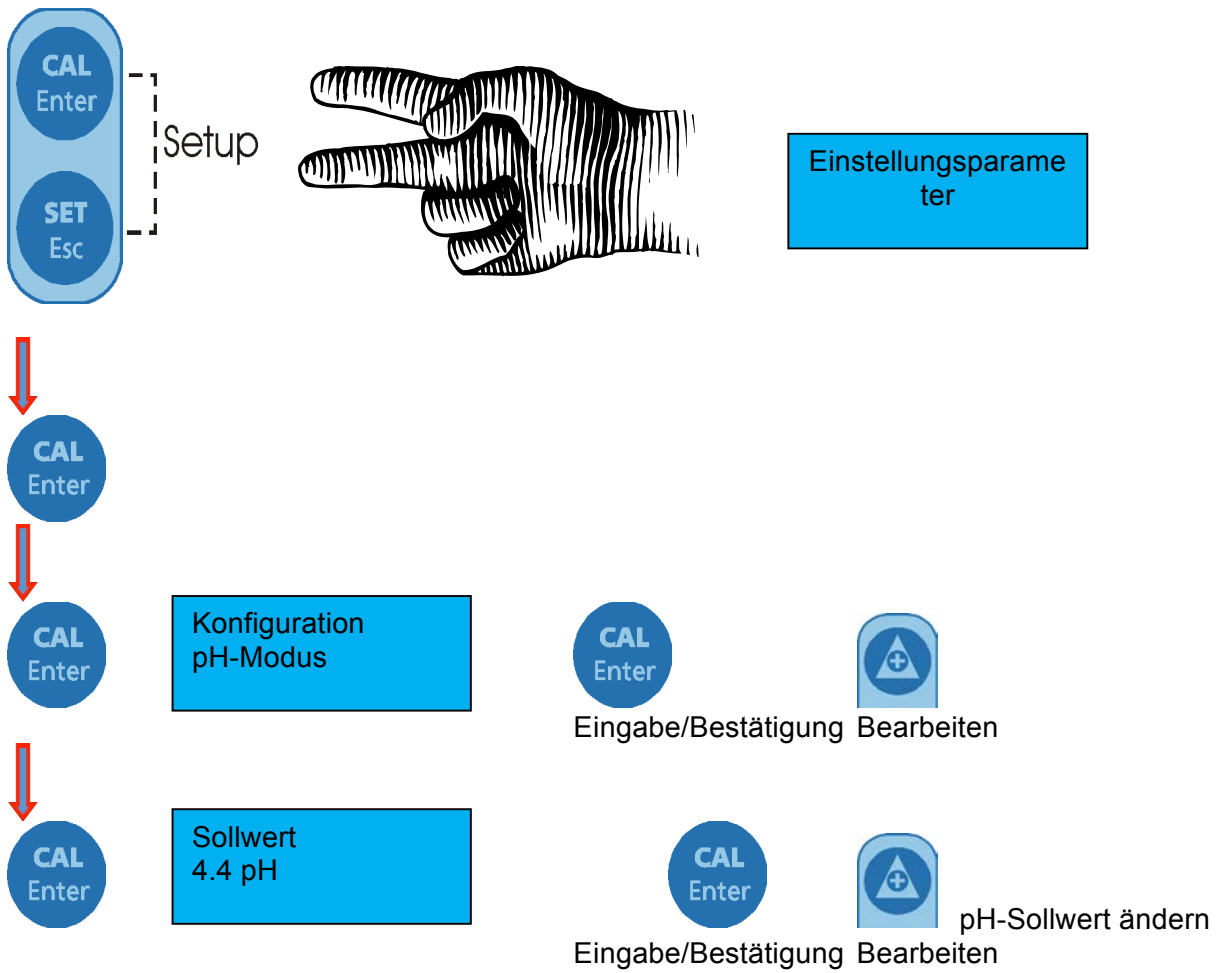 CAL
Enter
Setup
SET
Esc
Einstellungsparame
ter
CAL
Enter
CAL
Enter
Konfiguration
pH-Modus
CAL
Enter
Eingabe/Bestätigung Bearbeiten
CAL
Enter
Sollwert
4.4 pH
CAL
Enter
pH-Sollwert ändern
Eingabe/Bestätigung Bearbeiten